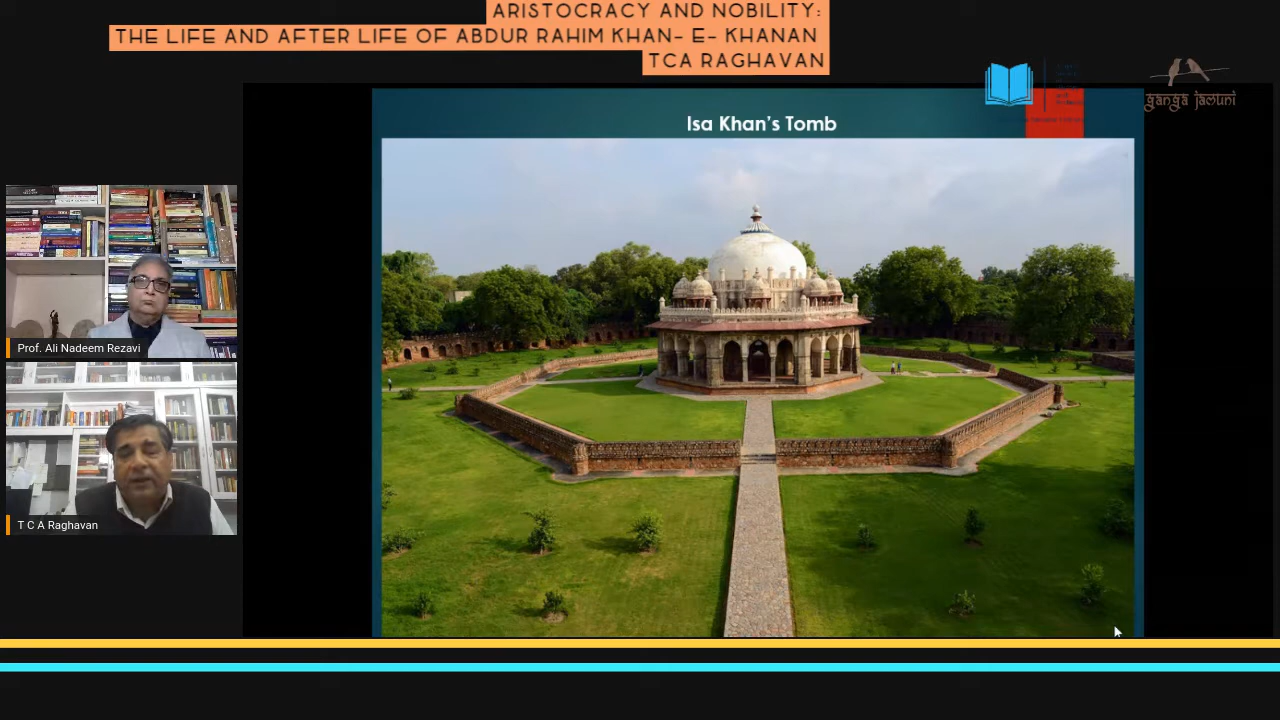 ARISTOCRACY AND NOBILITY:
THE LIFE AND AFTER LIFE OF ABDUR RAHIM KHAN- E- KHANAN
TCA RAGHAVAN
ganga jamuni
Isa Khan's Tomb
Prof. Ali Nadeem Rezavi
T C A Raghavan